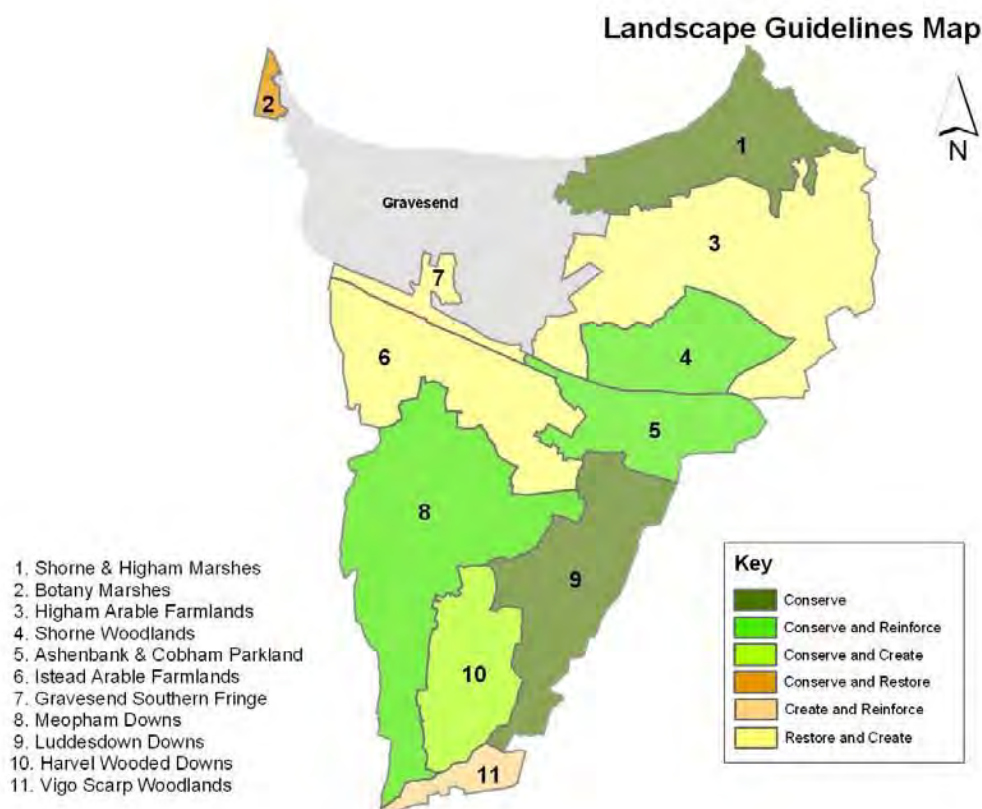 Landscape Guidelines Map
N
2
1
Gravesend
3
7
6
4
5
8
9
10
11
1. Shorne & Higham Marshes
2. Botany Marshes
3. Higham Arable Farmlands
4. Shorne Woodlands
5. Ashenbank & Cobham Parkland
6. Istead Arable Farmlands
7. Gravesend Southern Fringe
8. Meopham Downs
9. Luddesdown Downs
10. Harvel Wooded Downs
11. Vigo Scarp Woodlands
Key
Conserve
Conserve and Reinforce
Conserve and Create
Conserve and Restore
Create and Reinforce
Restore and Create